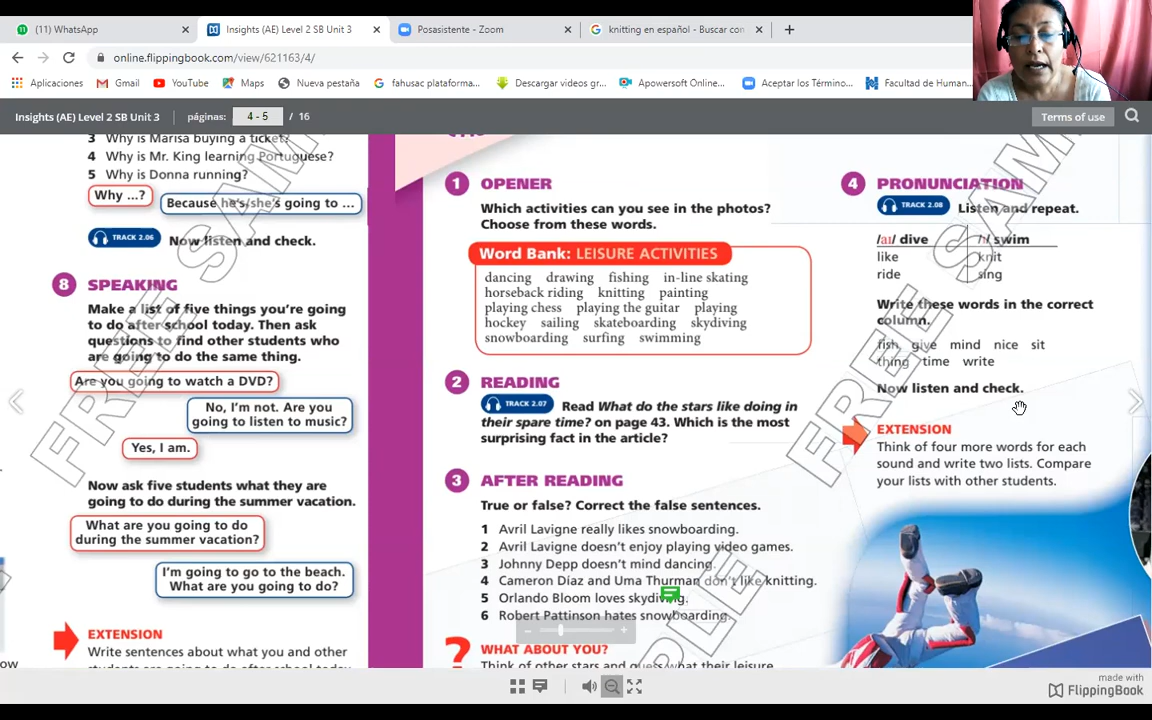 (11) WhatsApp
Insights (AE) Level 2 SB Unit 3
Posasistente - Zoom
knitting en español - Buscar con
online.flippingbook.com/view/621163/4/
Aplicaciones
Gmail
YouTube
Maps
Nueva pestaña
fahusac plataforma...
Descargar videos gr...
Apowersoft Online...
Aceptar los Término...
Facultad de Human...
Insights (AE) Level 2 SB Unit 3
páginas:
4 - 5
/ 16
Terms of use
3 Why is Marisa buying a ticket?
4 Why is Mr. King learning Portuguese?
5 Why is Donna running?
Why ...?
Because he's/she's going to ...
TRACK 2.06
Now listen and check.
8 SPEAKING
Make a list of five things you're going
to do after school today. Then ask
questions to find other students who
are going to do the same thing.
Are you going to watch a DVD?
No, I'm not. Are you
going to listen to music?
Yes, I am.
Now ask five students what they are
going to do during the summer vacation.
What are you going to do
during the summer vacation?
I'm going to go to the beach.
What are you going to do?
EXTENSION
Write sentences about what you and other
1 OPENER
Which activities can you see in the photos?
Choose from these words.
Word Bank: LEISURE ACTIVITIES
dancing drawing fishing in-line skating
horseback riding knitting painting
playing chess playing the guitar playing
hockey sailing skateboarding skydiving
snowboarding surfing swimming
2 READING
TRACK 2.07
Read What do the stars like doing in
their spare time? on page 43. Which is the most
surprising fact in the article?
3 AFTER READING
True or false? Correct the false sentences.
1 Avril Lavigne really likes snowboarding.
2 Avril Lavigne doesn't enjoy playing video games.
3 Johnny Depp doesn't mind dancing.
4 Cameron Díaz and Uma Thurman don't like knitting.
5 Orlando Bloom loves skydiving.
6 Robert Pattinson hates snowboarding.
? WHAT ABOUT YOU?
Think of other stars and guess what their leisure
4 PRONUNCIATION
TRACK 2.08
Listen and repeat.
/aɪ/ dive /ɪ/ swim
like knit
ride sing
Write these words in the correct
column.
fish give mind nice sit
thing time write
Now listen and check.
EXTENSION
Think of four more words for each
sound and write two lists. Compare
your lists with other students.
FREE SAM
FREE SAM
PLE
made with
FlippingBook